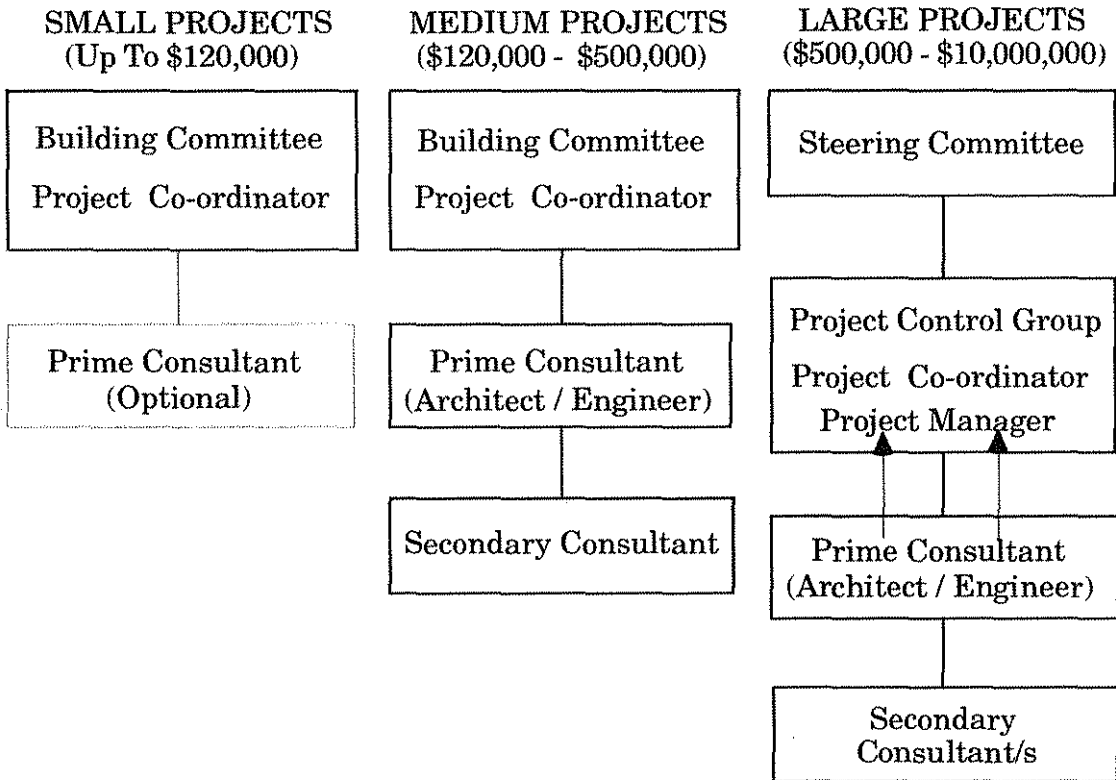 SMALL PROJECTS
(Up To $120,000)
Building Committee
Project Co-ordinator
Prime Consultant
(Optional)
MEDIUM PROJECTS
($120,000 - $500,000)
Building Committee
Project Co-ordinator
Prime Consultant
(Architect / Engineer)
Secondary Consultant
LARGE PROJECTS
($500,000 - $10,000,000)
Steering Committee
Project Control Group
Project Co-ordinator
Project Manager
Prime Consultant
(Architect / Engineer)
Secondary
Consultant/s